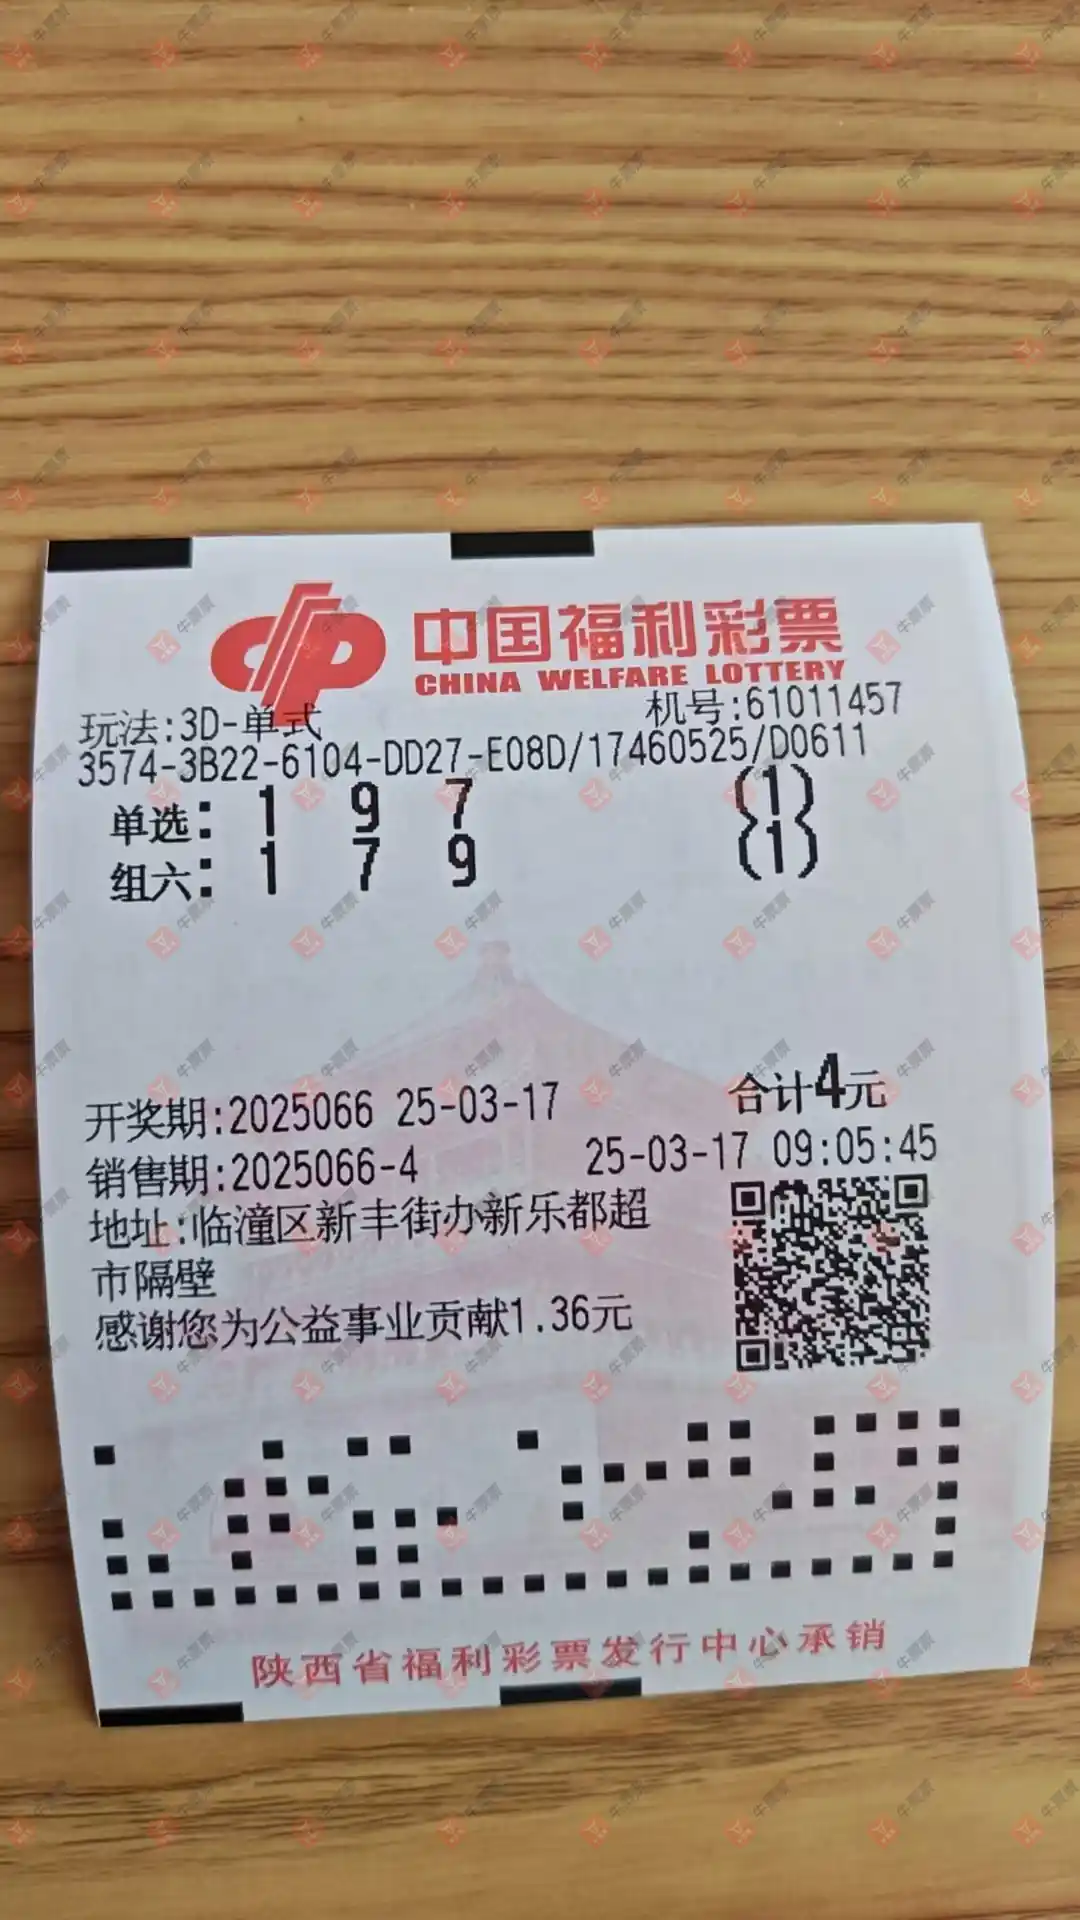 中国福利彩票
CHINA WELFARE LOTTERY
玩法:3D-单式 机号:61011457
3574-3B22-6104-DD27-E08D/17460525/D0611
单选: 1 9 7 (1)
组六: 1 7 9 (1)
合计4元
开奖期:2025066 25-03-17
销售期:2025066-4 25-03-17 09:05:45
地址:临潼区新丰街办新乐都超
市隔壁
感谢您为公益事业贡献1.36元
陕西省福利彩票发行中心承销
牛票票